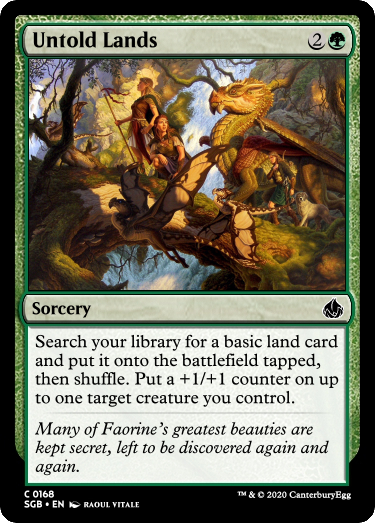 Untold Lands 2
Sorcery
Search your library for a basic land card
and put it onto the battlefield tapped,
then shuffle. Put a +1/+1 counter on up
to one target creature you control.
Many of Faorine's greatest beauties are
kept secret, left to be discovered again and
again.
C 0168
SGB • EN RAOUL VITALE ™ & © 2020 CanterburyEgg